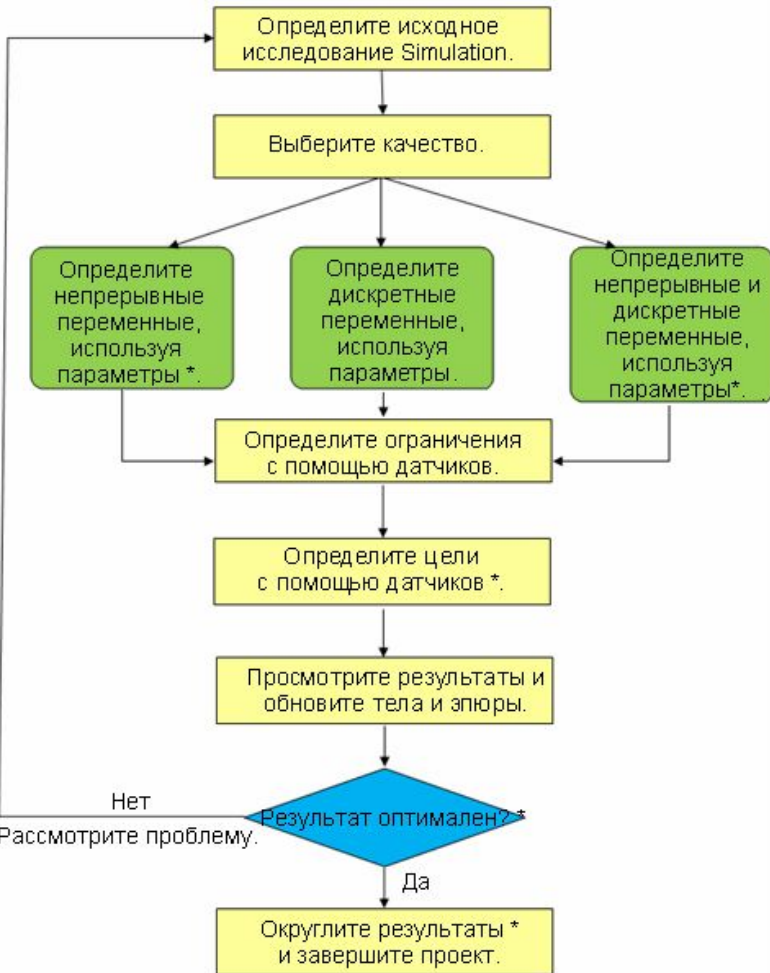 Определите исходное
исследование Simulation.
Выберите качество.
Определите
непрерывные
переменные,
используя
параметры *.
Определите
дискретные
переменные,
используя
параметры.
Определите
непрерывные и
дискретные
переменные,
используя
параметры*. .
Определите ограничения
с помощью датчиков.
Определите цели
с помощью датчиков *.
Просмотрите результаты и
обновите тела и эпюры.
Результат оптимален? *
Нет
Рассмотрите проблему.
Да
Округлите результаты *
и завершите проект.